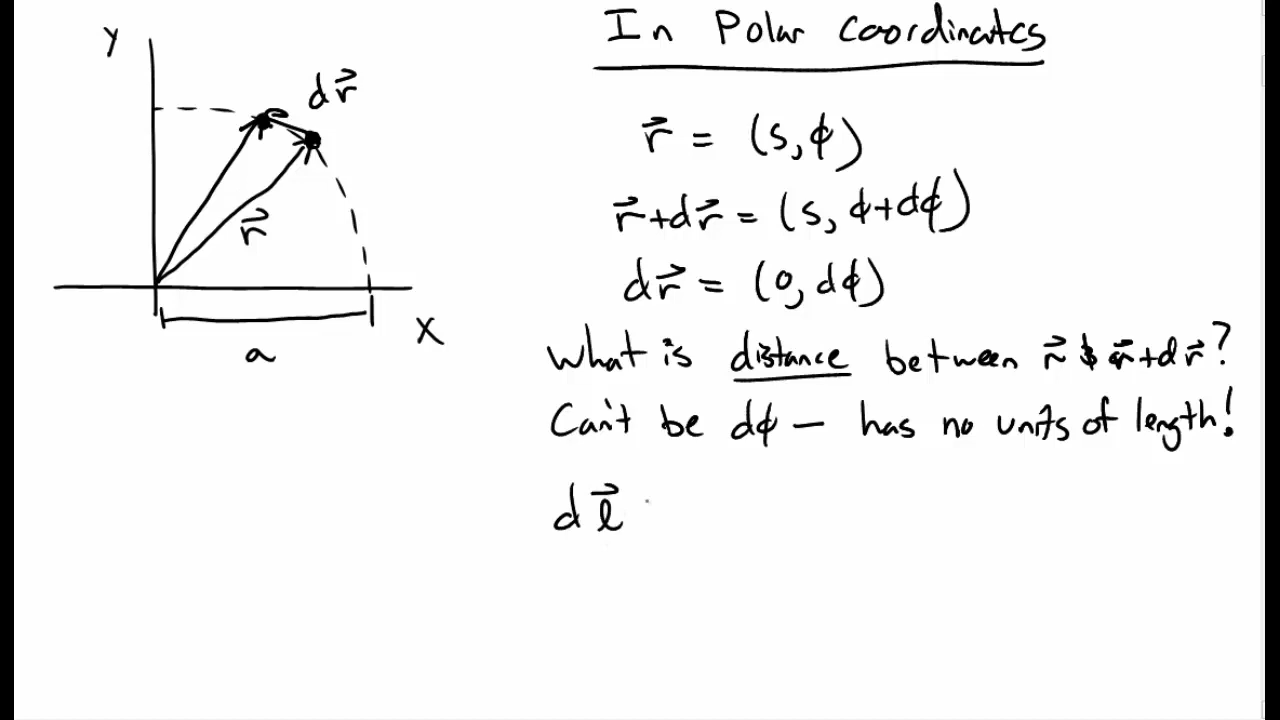 In Polar Coordinates
y
dr⃗
r⃗ = (s, ϕ)
r⃗+dr⃗ = (s, ϕ+dϕ)
r⃗
dr⃗ = (0, dϕ)
x
a
What is distance between r⃗ & r⃗+dr⃗?
Can't be dϕ — has no units of length!
dℓ⃗